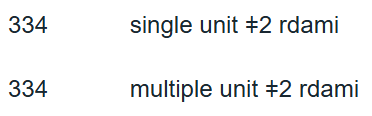 334 single unit ǂ2 rdami
334 multiple unit ǂ2 rdami